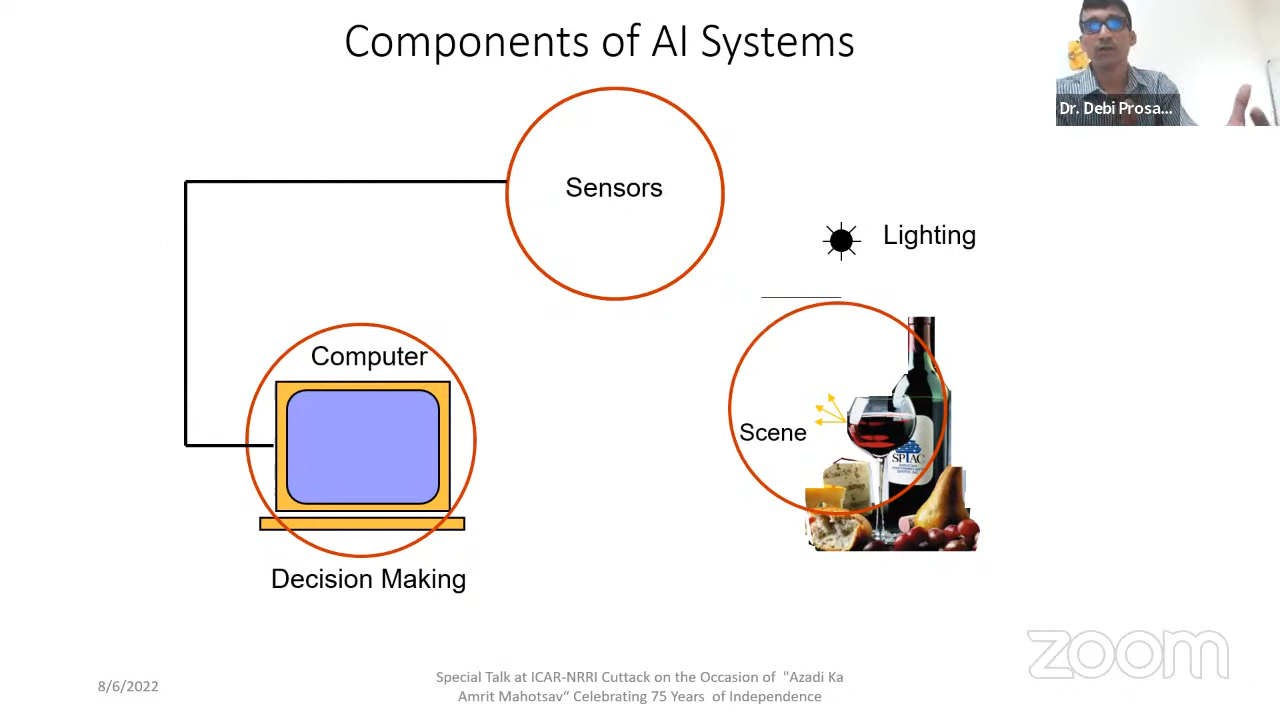 Components of AI Systems
Dr. Debi Prosa...
Sensors
Lighting
Computer
Scene
SPIAC
Decision Making
zoom
8/6/2022
Special Talk at ICAR-NRRI Cuttack on the Occasion of "Azadi Ka
Amrit Mahotsav“ Celebrating 75 Years of Independence